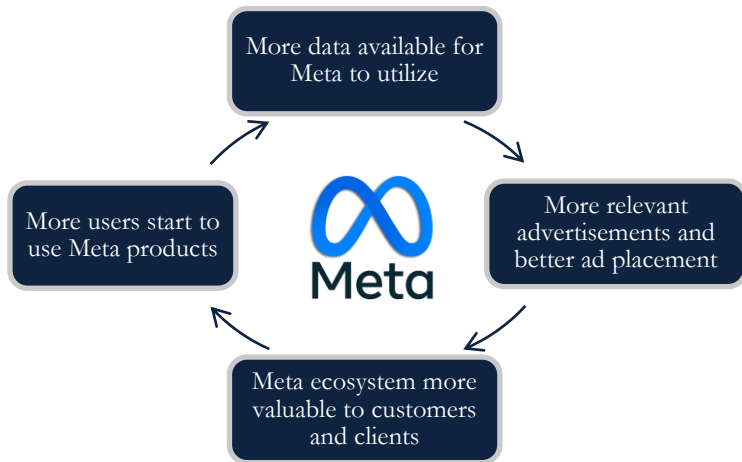 More data available for
Meta to utilize
More relevant
advertisements and
better ad placement
Meta ecosystem more
valuable to customers
and clients
More users start to
use Meta products
Meta